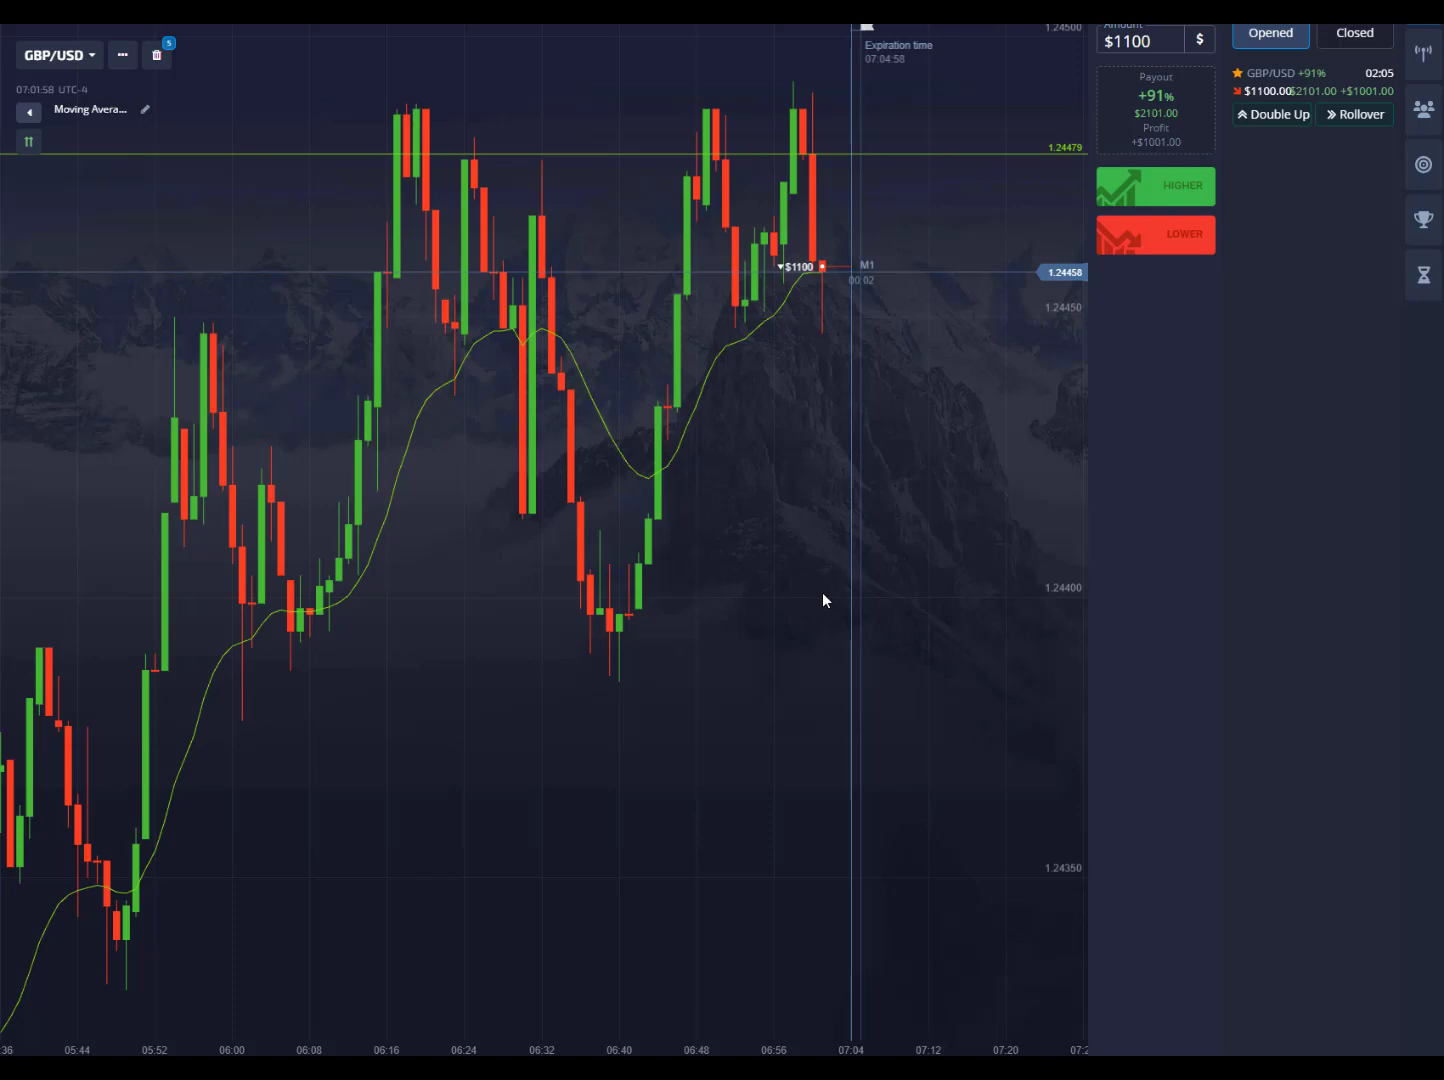 1.24500
GBP/USD
...
5
07:01:58 UTC-4
Moving Avera...
Expiration time
07:04:58
1.24479
$1100
M1
00:02
1.24458
1.24450
1.24400
1.24350
:36 05:44 05:52 06:00 06:08 06:16 06:24 06:32 06:40 06:48 06:56 07:04 07:12 07:20 07:2
Amount
$1100 $
Payout
+91%
$2101.00
Profit
+$1001.00
HIGHER
LOWER
Opened Closed
GBP/USD +91% 02:05
$1100.00 $2101.00 +$1001.00
Double Up Rollover